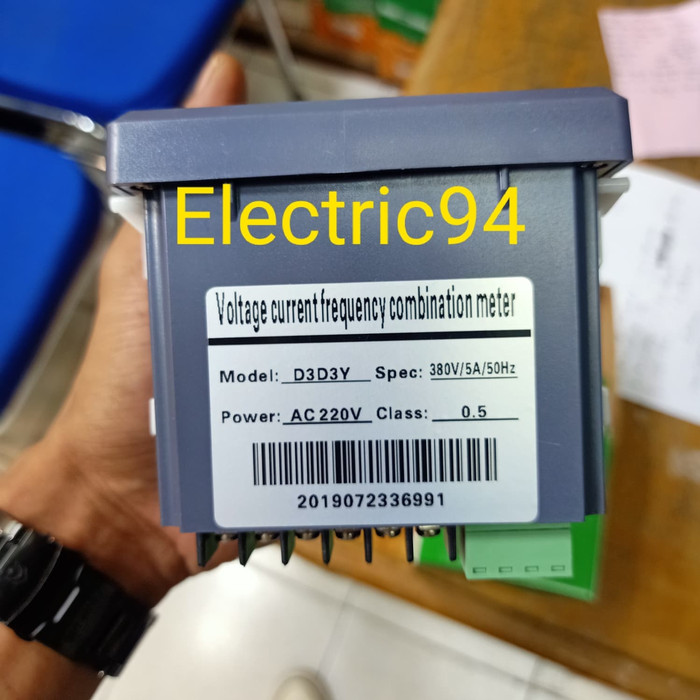 Electric94
Voltage current frequency combination meter
Model: D3D3Y Spec: 380V/5A/50Hz
Power: AC 220V Class: 0.5
2019072336991